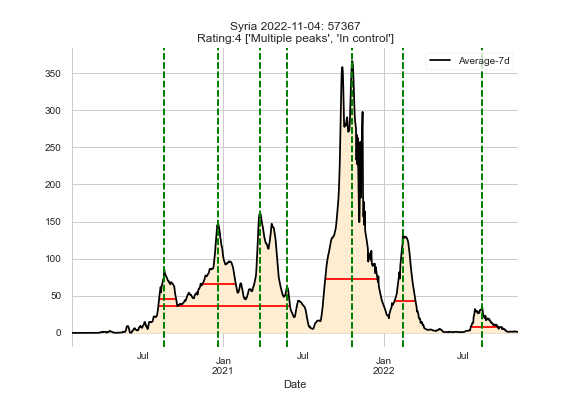 Syria 2022-11-04: 57367
Rating:4 ['Multiple peaks', 'In control']
Average-7d
350
300
250
200
150
100
50
0
Jul
Jan
2021
Jul
Jan
2022
Jul
Date